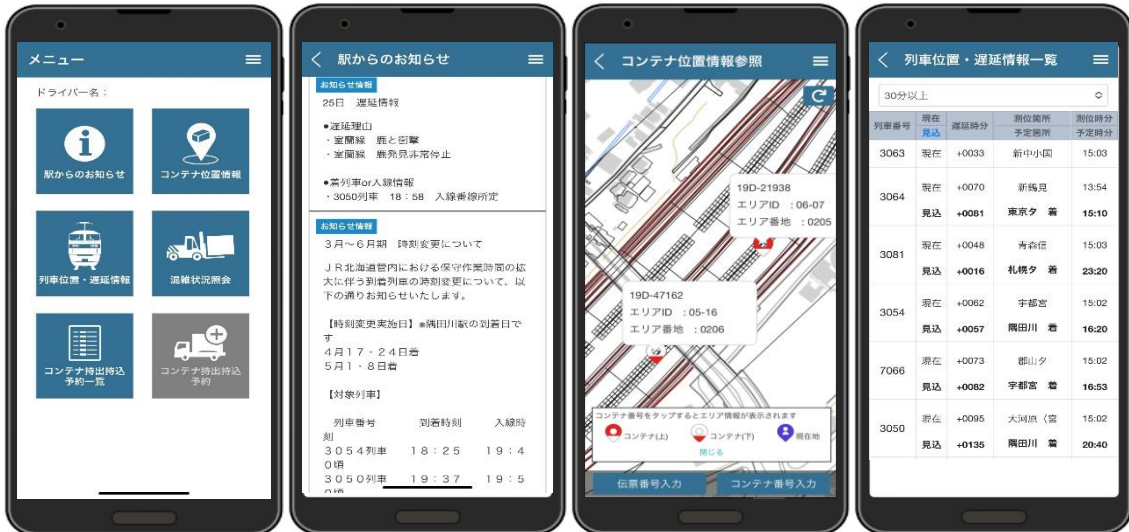 メニュー
ドライバー名：
駅からのお知らせ
コンテナ位置情報
列車位置・遅延情報
混雑状況照会
コンテナ持出持込
予約一覧
コンテナ持出持込
予約
駅からのお知らせ
お知らせ情報
25日　遅延情報
●遅延理由
・室蘭線　鹿と衝撃
・室蘭線　鹿発見非常停止
●着列車or入線情報
・3050列車　18：58　入線番線所定
お知らせ情報
３月～６月期　時刻変更について
ＪＲ北海道管内における保守作業時間の拡
大に伴う到着列車の時刻変更について、以
下の通りお知らせいたします。
【時刻変更実施日】※隅田川駅の到着日で
す
４月１７・２４日着
５月１・８日着
【対象列車】
列車番号　到着時刻　入線時
刻
３０５４列車　１８：２５　１９：４
０頃
３０５０列車　１９：３７　１９：５
０頃
コンテナ位置情報参照
19D-21938
エリアID　：06-07
エリア番地　：0205
19D-47162
エリアID　：05-16
エリア番地　：0206
コンテナ番号をタップするとエリア情報が表示されます
コンテナ(上)　コンテナ(下)　現在地
閉じる
伝票番号入力　コンテナ番号入力
列車位置・遅延情報一覧
30分以上
列車番号　現在　遅延時分　測位箇所　測位時分
見込　予定箇所　予定時分
3063　現在　+0033　新中小国　15:03
3064　現在　+0070　新鶴見　13:54
見込　+0081　東京タ　着　15:10
3081　現在　+0048　青森信　15:03
見込　+0016　札幌タ　着　23:20
3054　現在　+0062　宇都宮　15:02
見込　+0057　隅田川　着　16:20
7066　現在　+0073　郡山タ　15:02
見込　+0082　宇都宮　着　16:53
3050　現在　+0095　大河原（宮　15:02
見込　+0135　隅田川　着　20:40